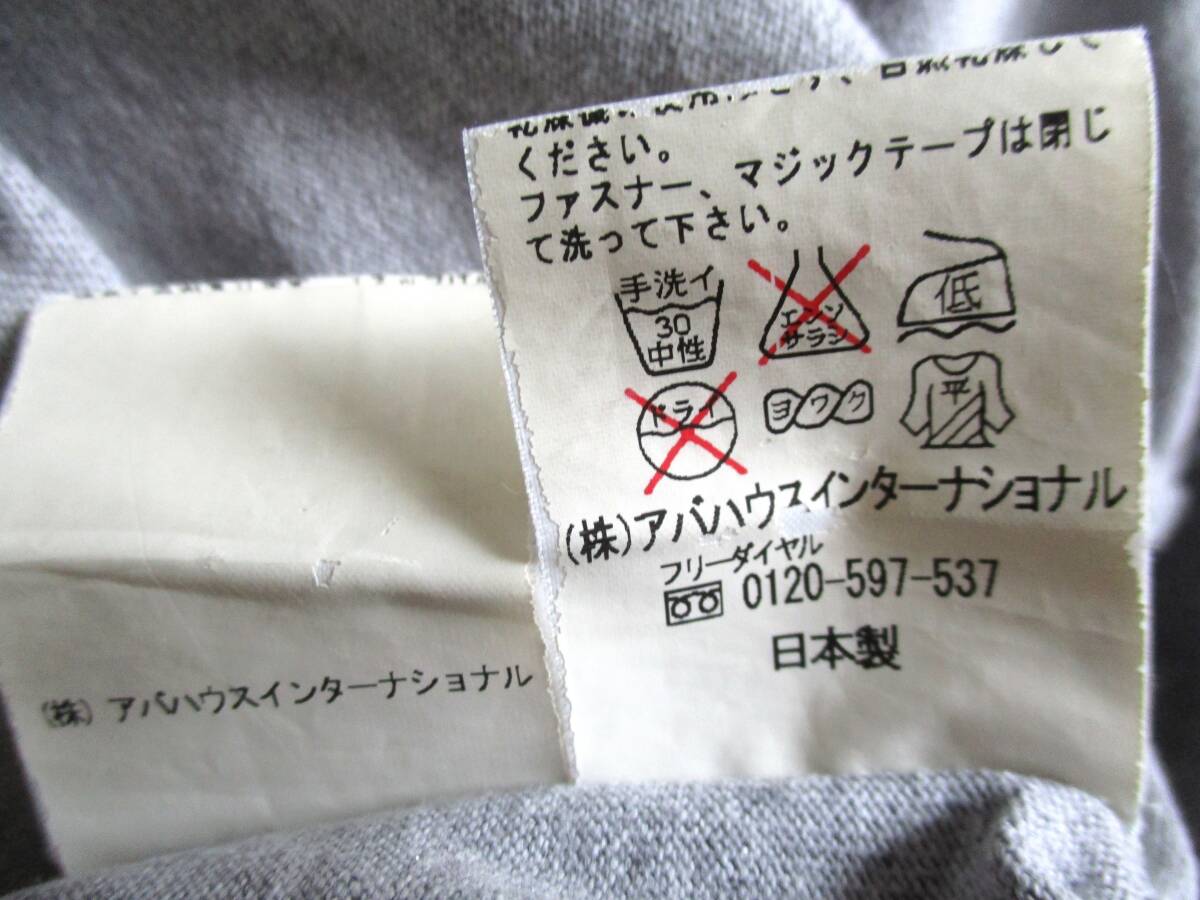 ください。
ファスナー、マジックテープは閉じ
て洗って下さい。
手洗イ
30
中性
エンソ
サラシ
低
ドライ
ヨワク
平
(株)アバハウスインターナショナル
フリーダイヤル
0120-597-537
日本製
(株) アバハウスインターナショナル